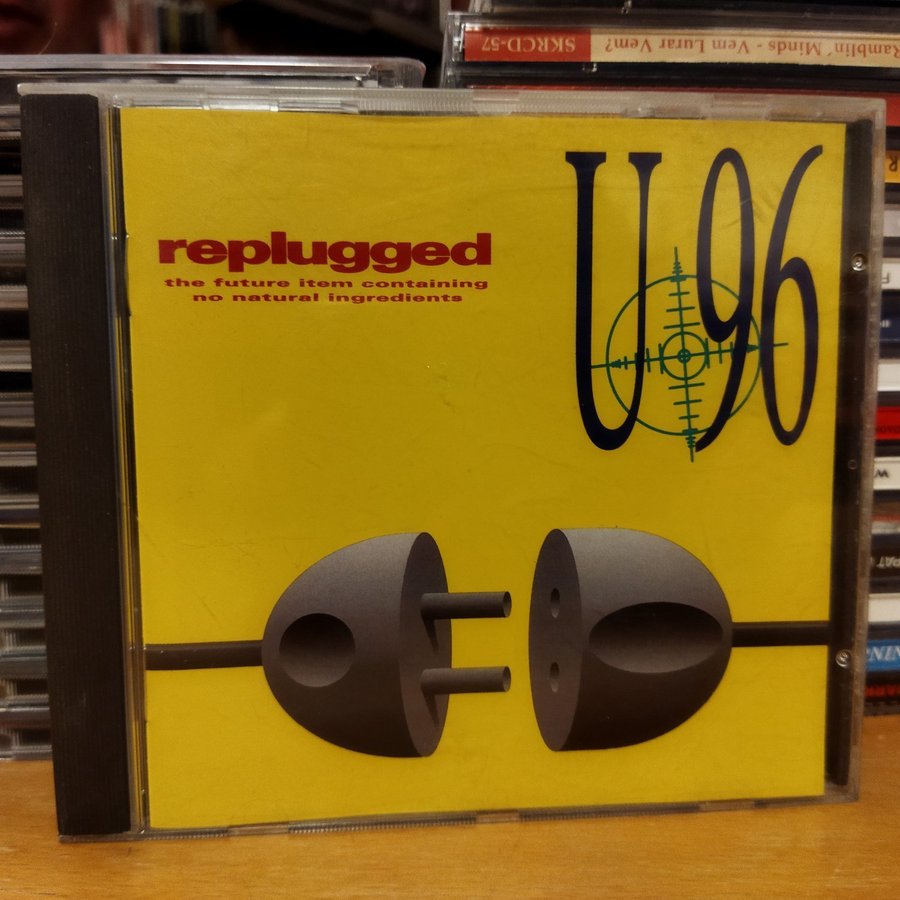 SKRCD-57
Ramblin' Minds - Vem Lurar Vem?
U96
replugged
the future item containing
no natural ingredients